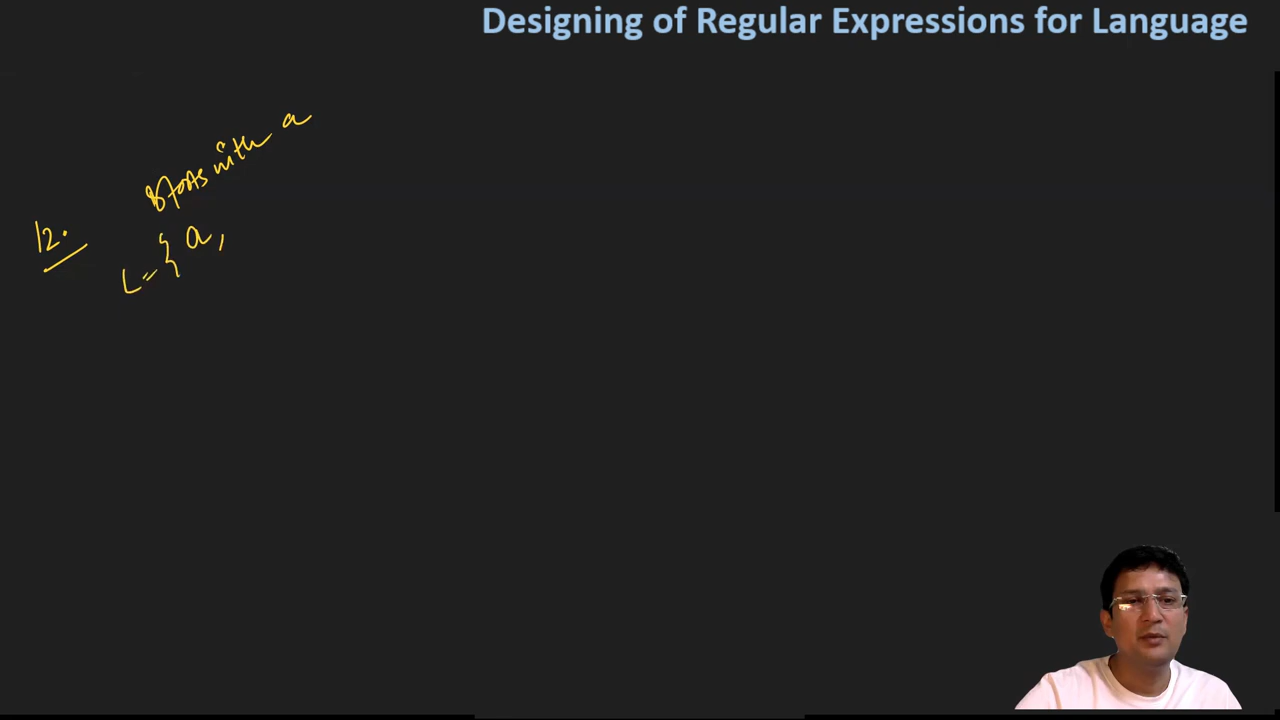 Designing of Regular Expressions for Language
starts with a
12.
L = { a,